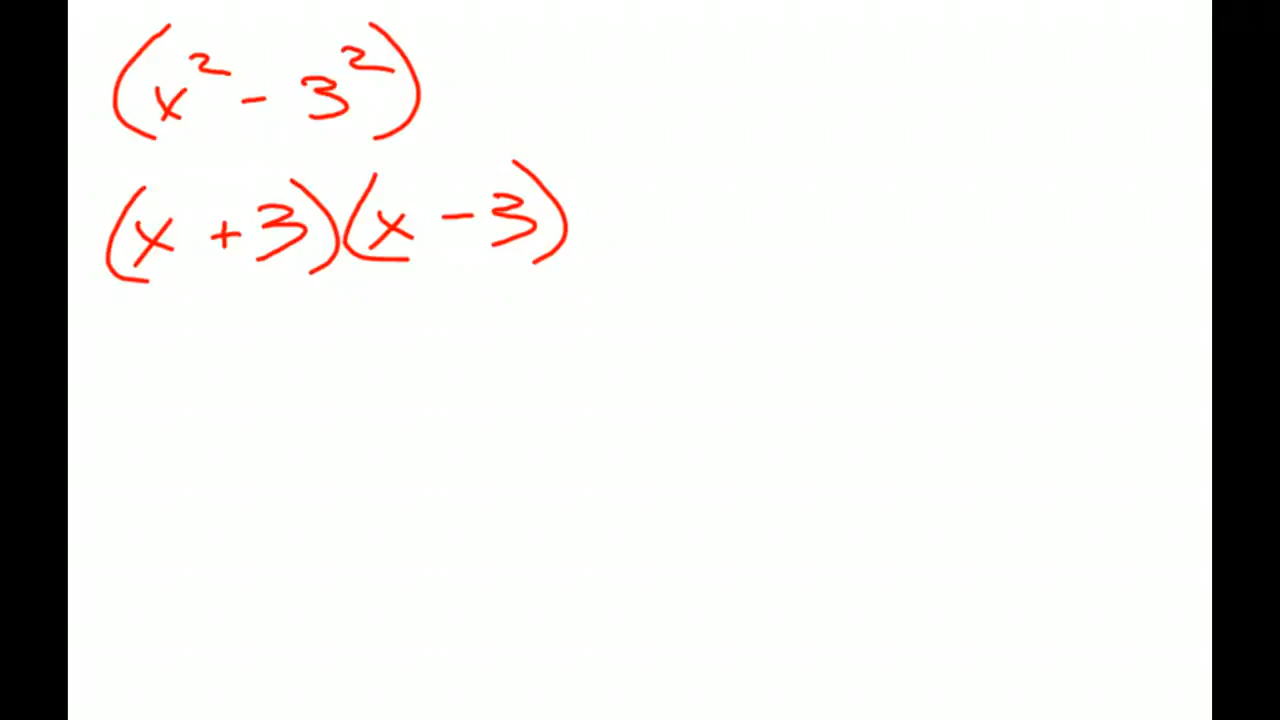 (x² - 3²)
(x + 3)(x - 3)